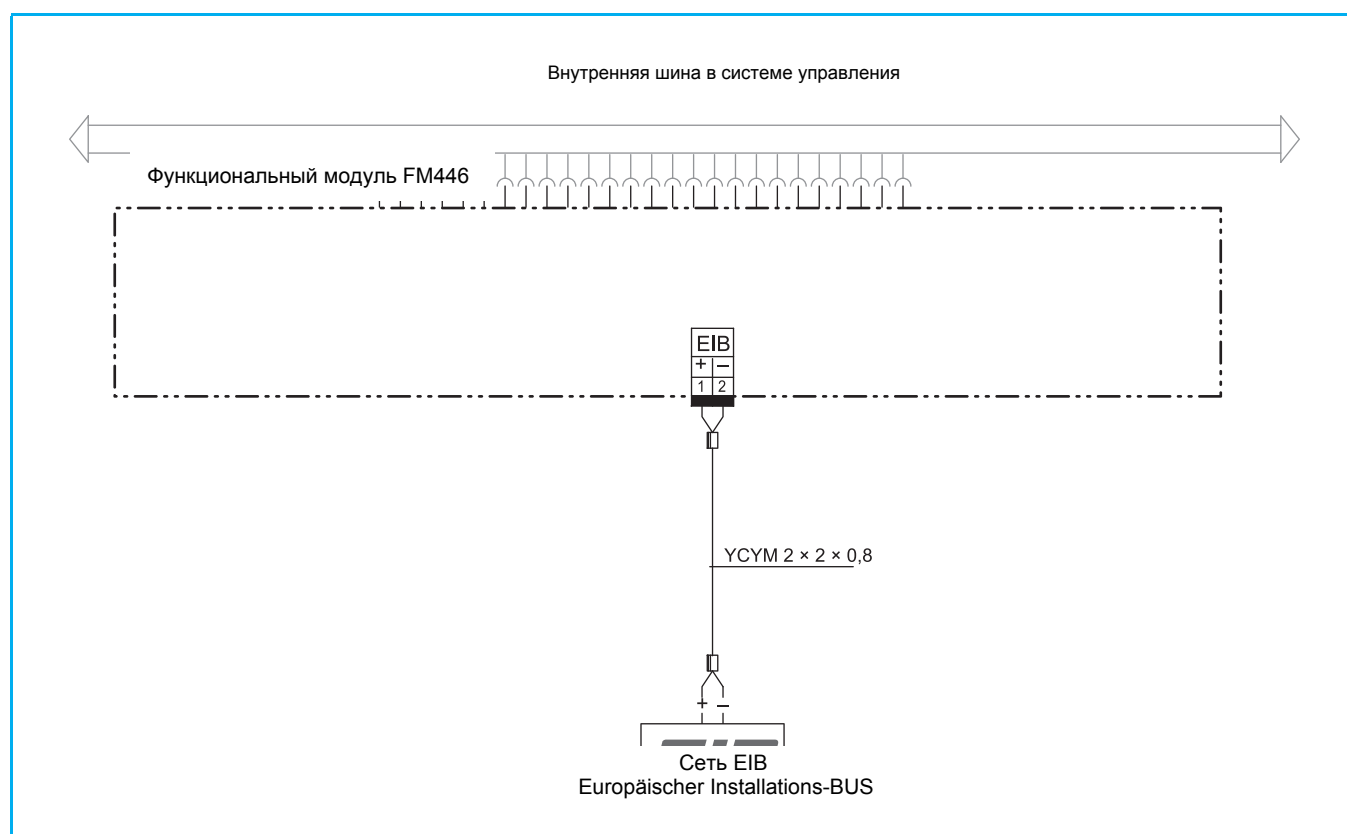 Внутренняя шина в системе управления
Функциональный модуль FM446
EIB
+ –
1 2
YCYM 2 × 2 × 0,8
+ –
Сеть EIB
Europäischer Installations-BUS